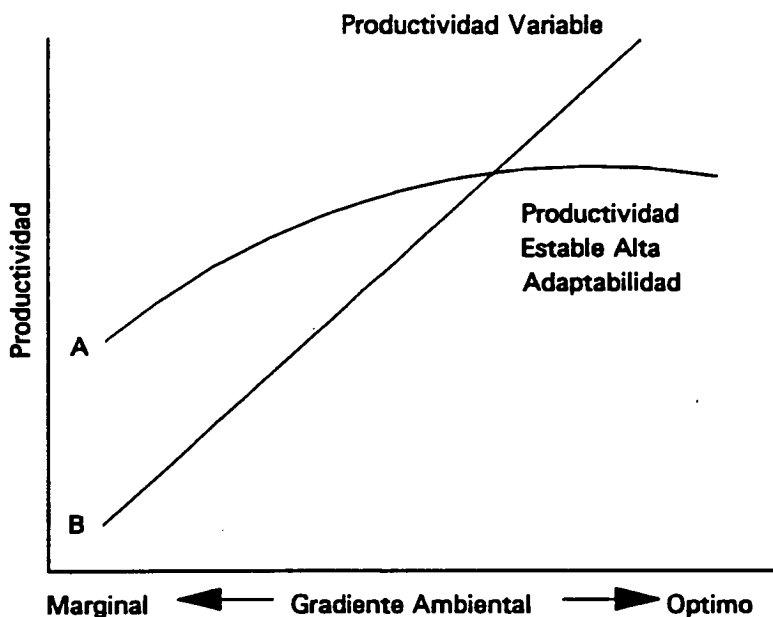 Productividad Variable
Productividad
Productividad
Estable Alta
Adaptabilidad
A
B
Marginal Gradiente Ambiental Optimo